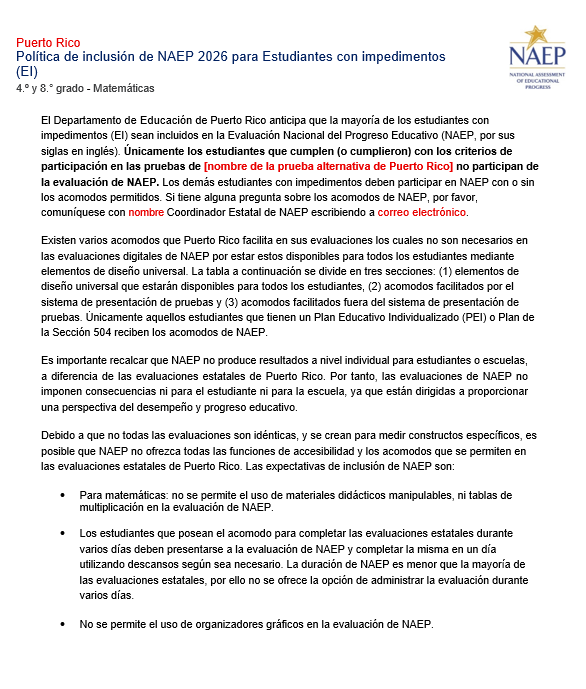 Puerto Rico
Política de inclusión de NAEP 2026 para Estudiantes con impedimentos
(EI)
4.º y 8.° grado - Matemáticas
NAEP
NATIONAL ASSESSMENT
OF EDUCATIONAL
PROGRESS
El Departamento de Educación de Puerto Rico anticipa que la mayoría de los estudiantes con
impedimentos (EI) sean incluidos en la Evaluación Nacional del Progreso Educativo (NAEP, por sus
siglas en inglés). Únicamente los estudiantes que cumplen (o cumplieron) con los criterios de
participación en las pruebas de [nombre de la prueba alternativa de Puerto Rico] no participan de
la evaluación de NAEP. Los demás estudiantes con impedimentos deben participar en NAEP con o sin
los acomodos permitidos. Si tiene alguna pregunta sobre los acomodos de NAEP, por favor,
comuníquese con nombre Coordinador Estatal de NAEP escribiendo a correo electrónico.
Existen varios acomodos que Puerto Rico facilita en sus evaluaciones los cuales no son necesarios en
las evaluaciones digitales de NAEP por estar estos disponibles para todos los estudiantes mediante
elementos de diseño universal. La tabla a continuación se divide en tres secciones: (1) elementos de
diseño universal que estarán disponibles para todos los estudiantes, (2) acomodos facilitados por el
sistema de presentación de pruebas y (3) acomodos facilitados fuera del sistema de presentación de
pruebas. Únicamente aquellos estudiantes que tienen un Plan Educativo Individualizado (PEI) o Plan de
la Sección 504 reciben los acomodos de NAEP.
Es importante recalcar que NAEP no produce resultados a nivel individual para estudiantes o escuelas,
a diferencia de las evaluaciones estatales de Puerto Rico. Por tanto, las evaluaciones de NAEP no
imponen consecuencias ni para el estudiante ni para la escuela, ya que están dirigidas a proporcionar
una perspectiva del desempeño y progreso educativo.
Debido a que no todas las evaluaciones son idénticas, y se crean para medir constructos específicos, es
posible que NAEP no ofrezca todas las funciones de accesibilidad y los acomodos que se permiten en
las evaluaciones estatales de Puerto Rico. Las expectativas de inclusión de NAEP son:
• Para matemáticas: no se permite el uso de materiales didácticos manipulables, ni tablas de
multiplicación en la evaluación de NAEP.
• Los estudiantes que posean el acomodo para completar las evaluaciones estatales durante
varios días deben presentarse a la evaluación de NAEP y completar la misma en un día
utilizando descansos según sea necesario. La duración de NAEP es menor que la mayoría de
las evaluaciones estatales, por ello no se ofrece la opción de administrar la evaluación durante
varios días.
• No se permite el uso de organizadores gráficos en la evaluación de NAEP.